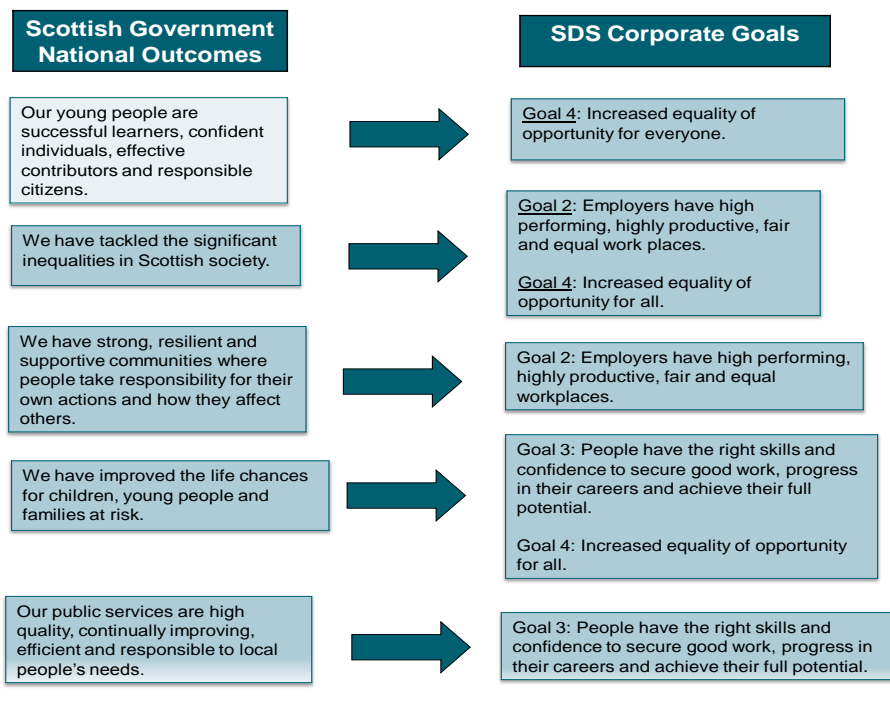 Scottish Government
National Outcomes
SDS Corporate Goals
Our young people are
successful learners, confident
individuals, effective
contributors and responsible
citizens.
Goal 4: Increased equality of
opportunity for everyone.
We have tackled the significant
inequalities in Scottish society.
Goal 2: Employers have high
performing, highly productive, fair
and equal work places.
Goal 4: Increased equality of
opportunity for all.
We have strong, resilient and
supportive communities where
people take responsibility for their
own actions and how they affect
others.
Goal 2: Employers have high performing,
highly productive, fair and equal
workplaces.
We have improved the life chances
for children, young people and
families at risk.
Goal 3: People have the right skills and
confidence to secure good work, progress
in their careers and achieve their full
potential.
Goal 4: Increased equality of opportunity
for all.
Our public services are high
quality, continually improving,
efficient and responsible to local
people's needs.
Goal 3: People have the right skills and
confidence to secure good work, progress in
their careers and achieve their full potential.